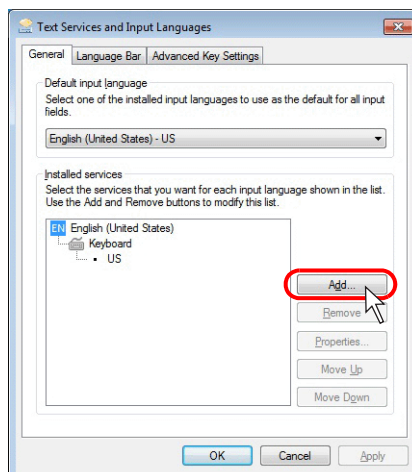 Text Services and Input Languages
General Language Bar Advanced Key Settings
Default input language
Select one of the installed input languages to use as the default for all input
fields.
English (United States) - US
Installed services
Select the services that you want for each input language shown in the list.
Use the Add and Remove buttons to modify this list.
EN English (United States)
Keyboard
• US
Add...
Remove
Properties...
Move Up
Move Down
OK Cancel Apply